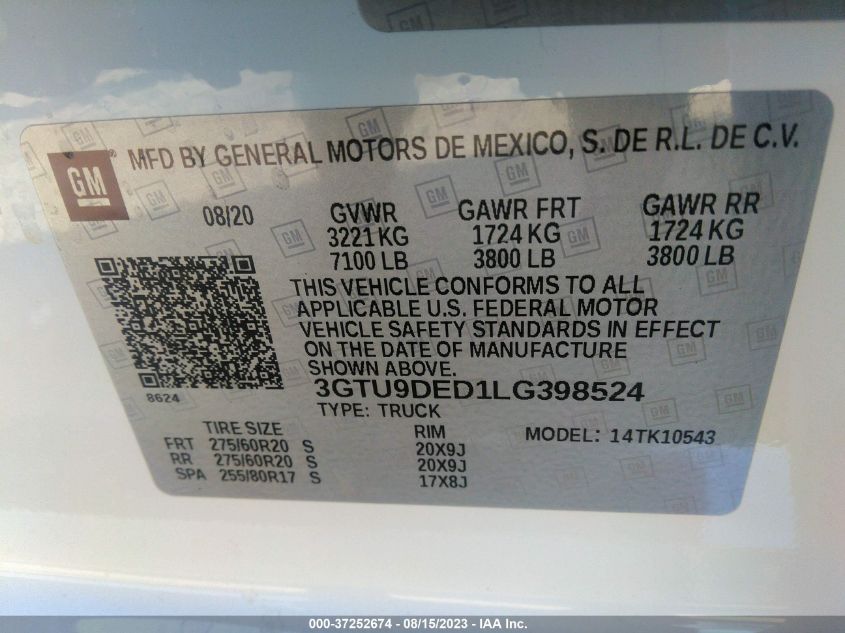 GM
MFD BY GENERAL MOTORS DE MEXICO, S. DE R.L. DE C.V.
08/20 GVWR GAWR FRT GAWR RR
3221 KG 1724 KG 1724 KG
7100 LB 3800 LB 3800 LB
THIS VEHICLE CONFORMS TO ALL
APPLICABLE U.S. FEDERAL MOTOR
VEHICLE SAFETY STANDARDS IN EFFECT
ON THE DATE OF MANUFACTURE
SHOWN ABOVE.
3GTU9DED1LG398524
8624
TYPE: TRUCK
TIRE SIZE RIM MODEL: 14TK10543
FRT 275/60R20 S 20X9J
RR 275/60R20 S 20X9J
SPA 255/80R17 S 17X8J
000-37252674 - 08/15/2023 - IAA Inc.